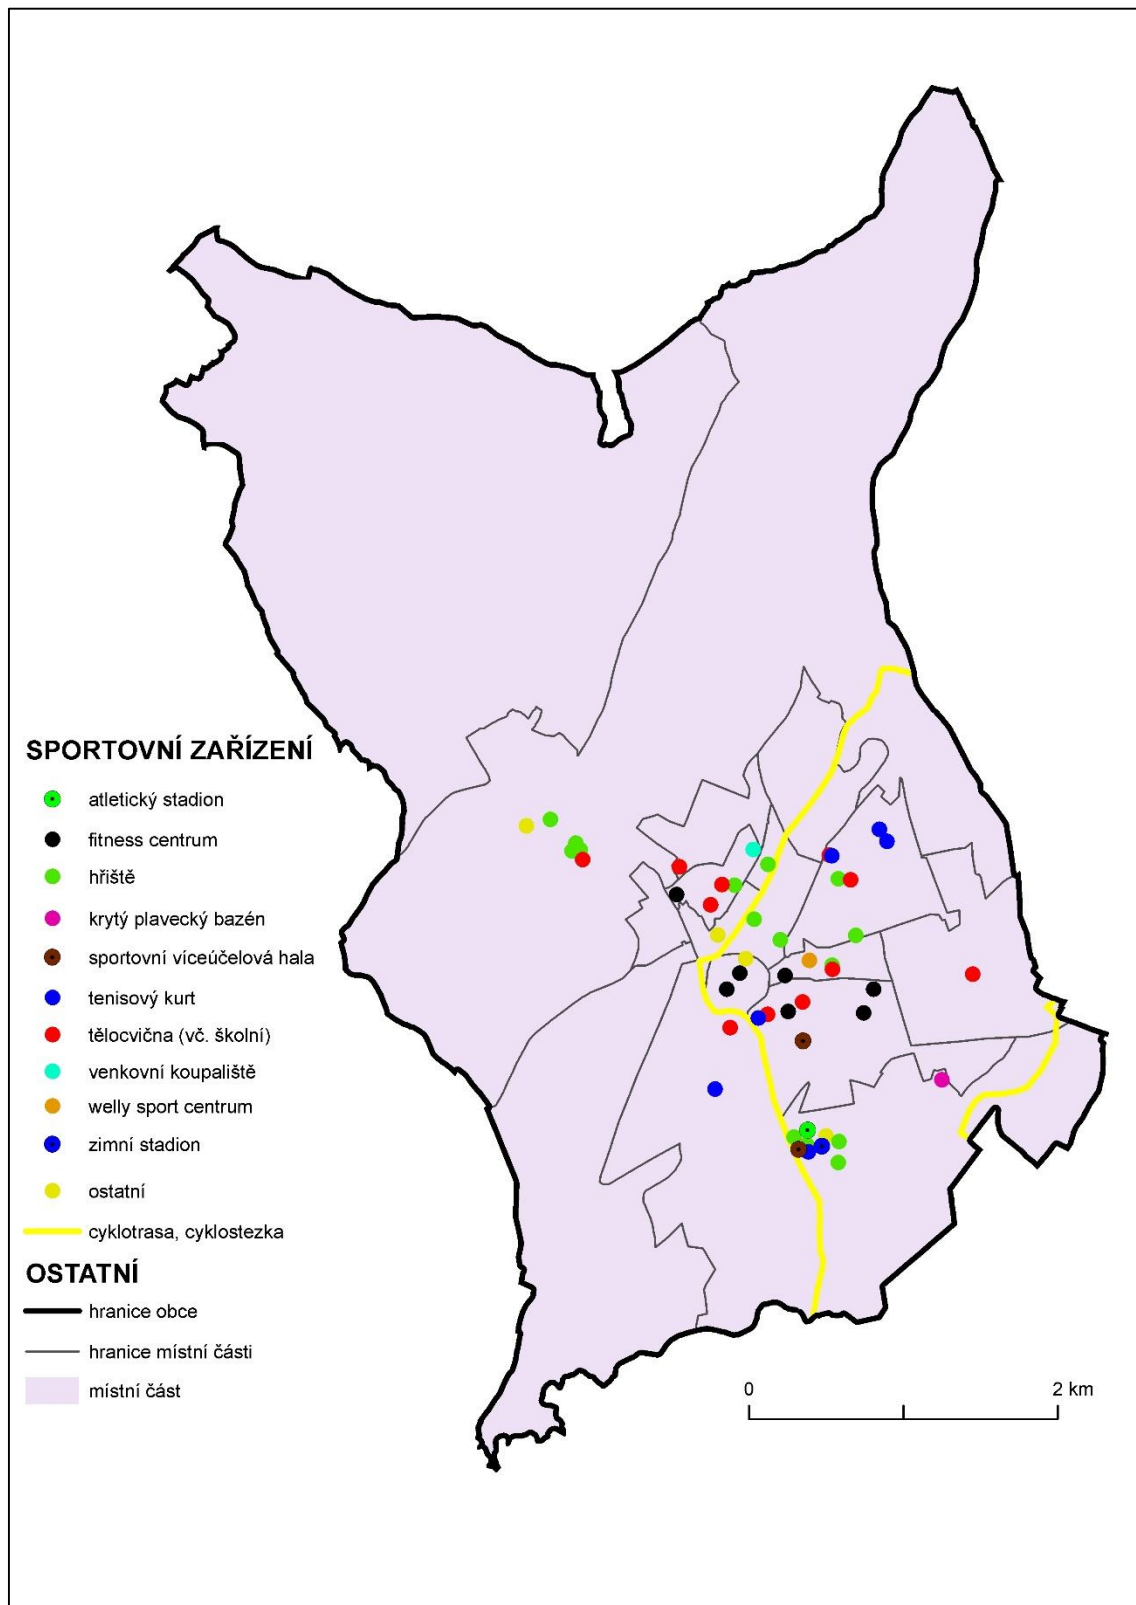 SPORTOVNÍ ZAŘÍZENÍ
atletický stadion
fitness centrum
hřiště
krytý plavecký bazén
sportovní víceúčelová hala
tenisový kurt
tělocvična (vč. školní)
venkovní koupaliště
welly sport centrum
zimní stadion
ostatní
cyklotrasa, cyklostezka
OSTATNÍ
hranice obce
hranice místní části
místní část
0 2 km